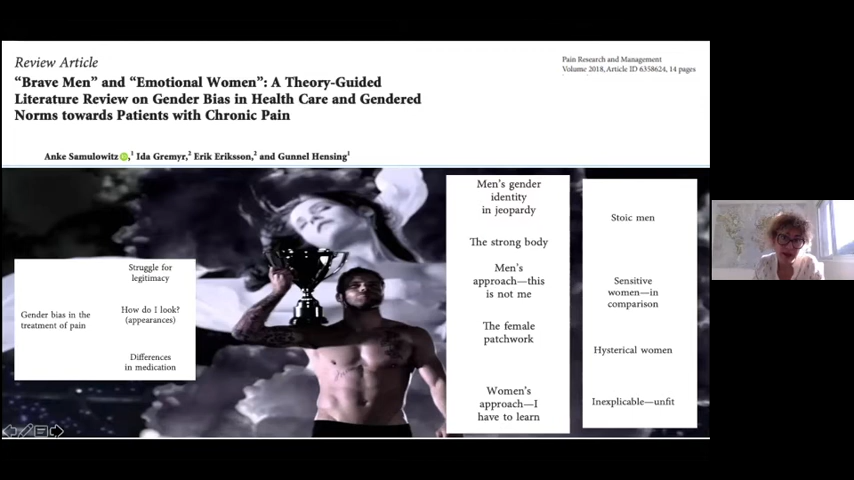 Review Article
Pain Research and Management
Volume 2018, Article ID 6358624, 14 pages
“Brave Men” and “Emotional Women”: A Theory-Guided
Literature Review on Gender Bias in Health Care and Gendered
Norms towards Patients with Chronic Pain
Anke Samulowitz,¹ Ida Gremyr,² Erik Eriksson,² and Gunnel Hensing¹
Gender bias in the
treatment of pain
Struggle for
legitimacy
How do I look?
(appearances)
Differences
in medication
Men's gender
identity
in jeopardy
The strong body
Men's
approach—this
is not me
The female
patchwork
Women's
approach—I
have to learn
Stoic men
Sensitive
women—in
comparison
Hysterical women
Inexplicable—unfit